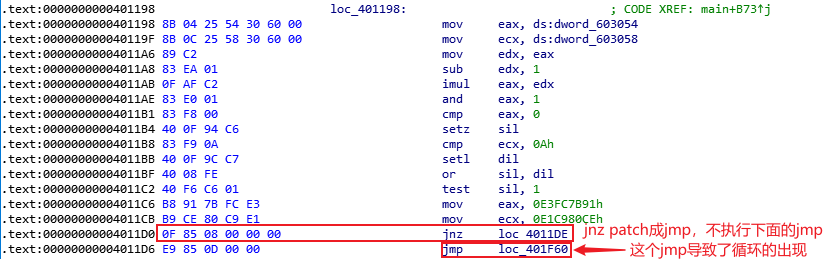 .text:0000000000401198 loc_401198: ; CODE XREF: main+B73↑j
.text:0000000000401198 8B 04 25 54 30 60 00 mov eax, ds:dword_603054
.text:000000000040119F 8B 0C 25 58 30 60 00 mov ecx, ds:dword_603058
.text:00000000004011A6 89 C2 mov edx, eax
.text:00000000004011A8 83 EA 01 sub edx, 1
.text:00000000004011AB 0F AF C2 imul eax, edx
.text:00000000004011AE 83 E0 01 and eax, 1
.text:00000000004011B1 83 F8 00 cmp eax, 0
.text:00000000004011B4 40 0F 94 C6 setz sil
.text:00000000004011B8 83 F9 0A cmp ecx, 0Ah
.text:00000000004011BB 40 0F 9C C7 setl dil
.text:00000000004011BF 40 08 FE or sil, dil
.text:00000000004011C2 40 F6 C6 01 test sil, 1
.text:00000000004011C6 B8 91 7B FC E3 mov eax, 0E3FC7B91h
.text:00000000004011CB B9 CE 80 C9 E1 mov ecx, 0E1C980CEh
.text:00000000004011D0 0F 85 08 00 00 00 jnz loc_4011DE jnz patch成jmp，不执行下面的jmp
.text:00000000004011D6 E9 85 0D 00 00 jmp loc_401F60 这个jmp导致了循环的出现